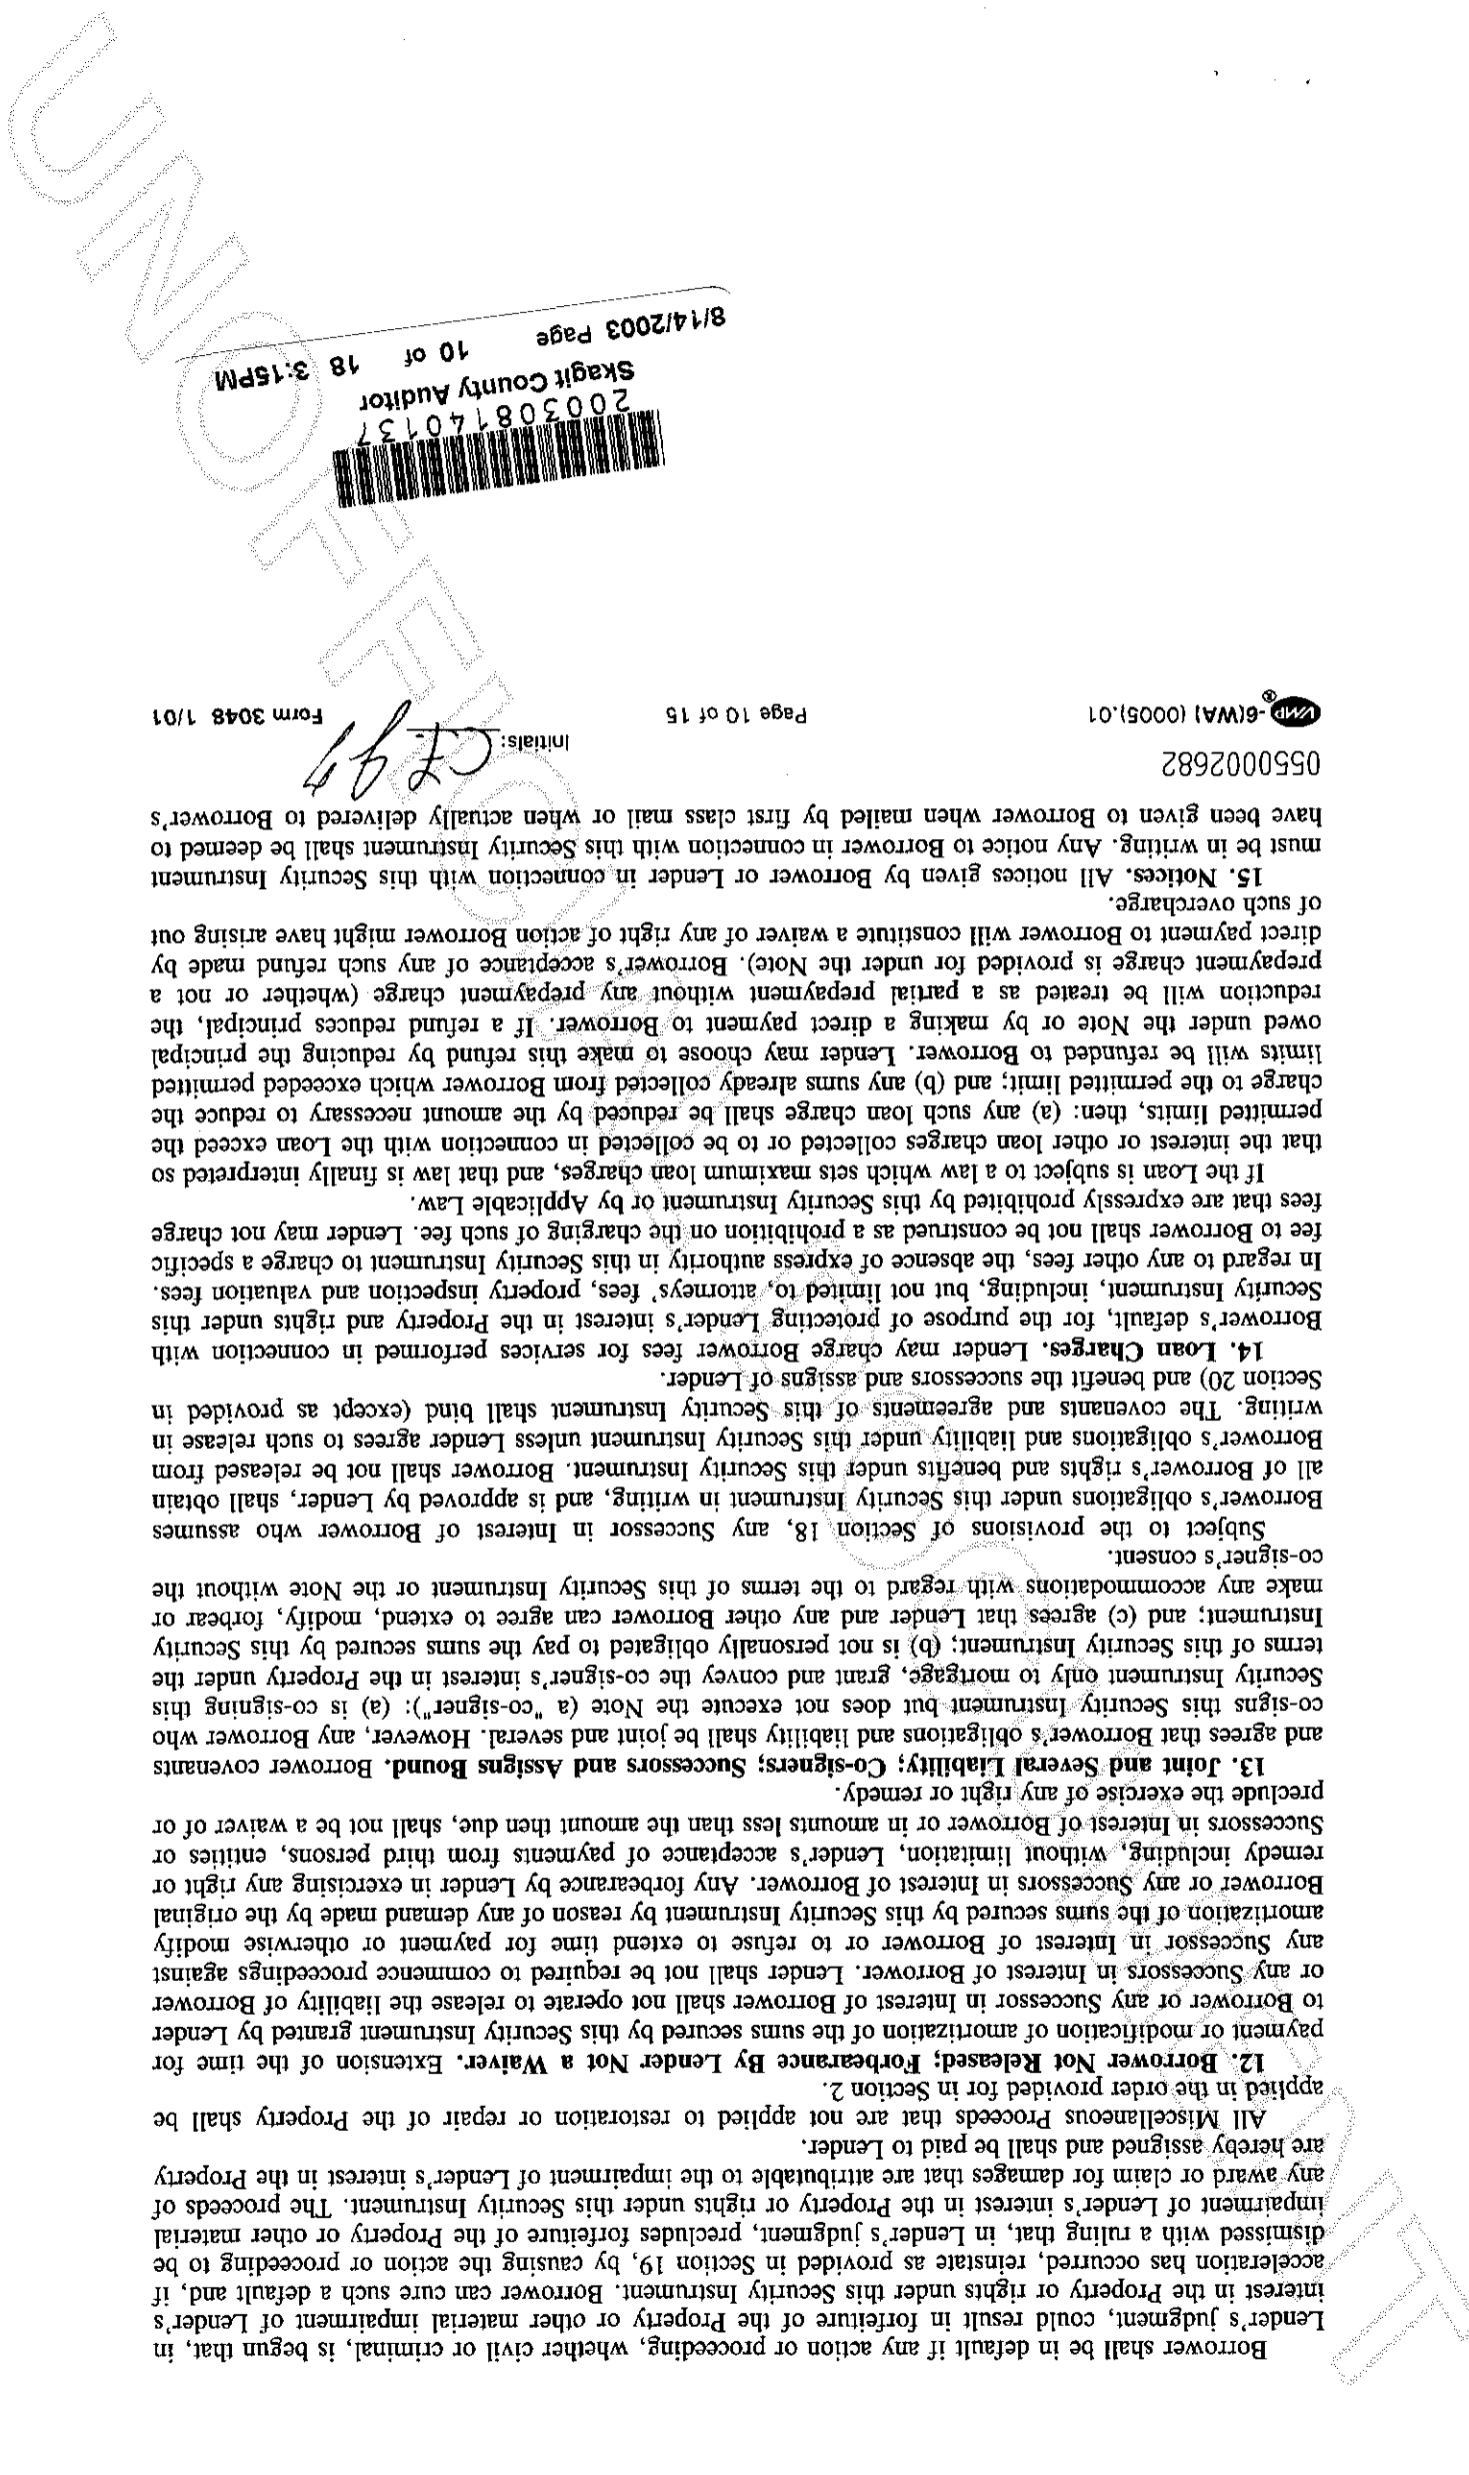 Borrower shall be in default if any action or proceeding, whether civil or criminal, is begun that, in
Lender's judgment, could result in forfeiture of the Property or other material impairment of Lender's
interest in the Property or rights under this Security Instrument. Borrower can cure such a default and, if
acceleration has occurred, reinstate as provided in Section 19, by causing the action or proceeding to be
dismissed with a ruling that, in Lender's judgment, precludes forfeiture of the Property or other material
impairment of Lender's interest in the Property or rights under this Security Instrument. The proceeds of
any award or claim for damages that are attributable to the impairment of Lender's interest in the Property
are hereby assigned and shall be paid to Lender.
All Miscellaneous Proceeds that are not applied to restoration or repair of the Property shall be
applied in the order provided for in Section 2.
12. Borrower Not Released; Forbearance By Lender Not a Waiver. Extension of the time for
payment or modification of amortization of the sums secured by this Security Instrument granted by Lender
to Borrower or any Successor in Interest of Borrower shall not operate to release the liability of Borrower
or any Successors in Interest of Borrower. Lender shall not be required to commence proceedings against
any Successor in Interest of Borrower or to refuse to extend time for payment or otherwise modify
amortization of the sums secured by this Security Instrument by reason of any demand made by the original
Borrower or any Successors in Interest of Borrower. Any forbearance by Lender in exercising any right or
remedy including, without limitation, Lender's acceptance of payments from third persons, entities or
Successors in Interest of Borrower or in amounts less than the amount then due, shall not be a waiver of or
preclude the exercise of any right or remedy.
13. Joint and Several Liability; Co-signers; Successors and Assigns Bound. Borrower covenants
and agrees that Borrower's obligations and liability shall be joint and several. However, any Borrower who
co-signs this Security Instrument but does not execute the Note (a "co-signer"): (a) is co-signing this
Security Instrument only to mortgage, grant and convey the co-signer's interest in the Property under the
terms of this Security Instrument; (b) is not personally obligated to pay the sums secured by this Security
Instrument; and (c) agrees that Lender and any other Borrower can agree to extend, modify, forbear or
make any accommodations with regard to the terms of this Security Instrument or the Note without the
co-signer's consent.
Subject to the provisions of Section 18, any Successor in Interest of Borrower who assumes
Borrower's obligations under this Security Instrument in writing, and is approved by Lender, shall obtain
all of Borrower's rights and benefits under this Security Instrument. Borrower shall not be released from
Borrower's obligations and liability under this Security Instrument unless Lender agrees to such release in
writing. The covenants and agreements of this Security Instrument shall bind (except as provided in
Section 20) and benefit the successors and assigns of Lender.
14. Loan Charges. Lender may charge Borrower fees for services performed in connection with
Borrower's default, for the purpose of protecting Lender's interest in the Property and rights under this
Security Instrument, including, but not limited to, attorneys' fees, property inspection and valuation fees.
In regard to any other fees, the absence of express authority in this Security Instrument to charge a specific
fee to Borrower shall not be construed as a prohibition on the charging of such fee. Lender may not charge
fees that are expressly prohibited by this Security Instrument or by Applicable Law.
If the Loan is subject to a law which sets maximum loan charges, and that law is finally interpreted so
that the interest or other loan charges collected or to be collected in connection with the Loan exceed the
permitted limits, then: (a) any such loan charge shall be reduced by the amount necessary to reduce the
charge to the permitted limit; and (b) any sums already collected from Borrower which exceeded permitted
limits will be refunded to Borrower. Lender may choose to make this refund by reducing the principal
owed under the Note or by making a direct payment to Borrower. If a refund reduces principal, the
reduction will be treated as a partial prepayment without any prepayment charge (whether or not a
prepayment charge is provided for under the Note). Borrower's acceptance of any such refund made by
direct payment to Borrower will constitute a waiver of any right of action Borrower might have arising out
of such overcharge.
15. Notices. All notices given by Borrower or Lender in connection with this Security Instrument
must be in writing. Any notice to Borrower in connection with this Security Instrument shall be deemed to
have been given to Borrower when mailed by first class mail or when actually delivered to Borrower's
0550002682
Initials:
VMP®-6(WA) (0005).01 Page 10 of 15 Form 3048 1/01
200308140137
Skagit County Auditor
8/14/2003 Page 10 of 18 3:15PM
UNOFFICIAL DOCUMENT